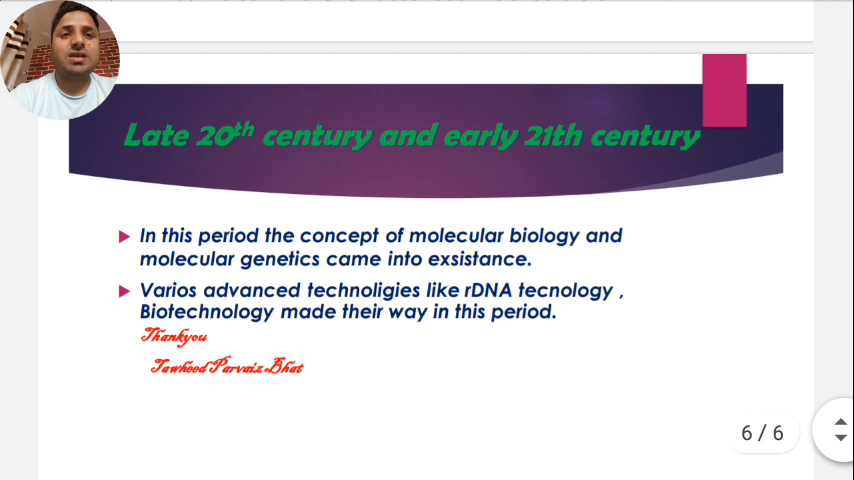 Late 20th century and early 21th century
In this period the concept of molecular biology and
molecular genetics came into exsistance.
Varios advanced technoligies like rDNA tecnology ,
Biotechnology made their way in this period.
Thankyou
Tawheed Parvaiz Bhat
6 / 6